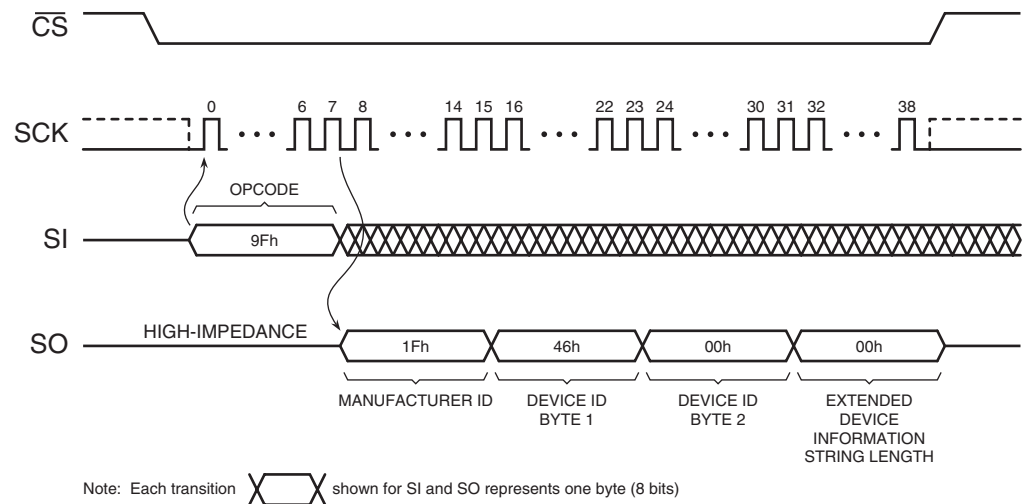 CS
SCK
0 6 7 8 14 15 16 22 23 24 30 31 32 38
OPCODE
SI
9Fh
HIGH-IMPEDANCE
SO
1Fh 46h 00h 00h
MANUFACTURER ID
DEVICE ID
BYTE 1
DEVICE ID
BYTE 2
EXTENDED
DEVICE
INFORMATION
STRING LENGTH
Note: Each transition shown for SI and SO represents one byte (8 bits)